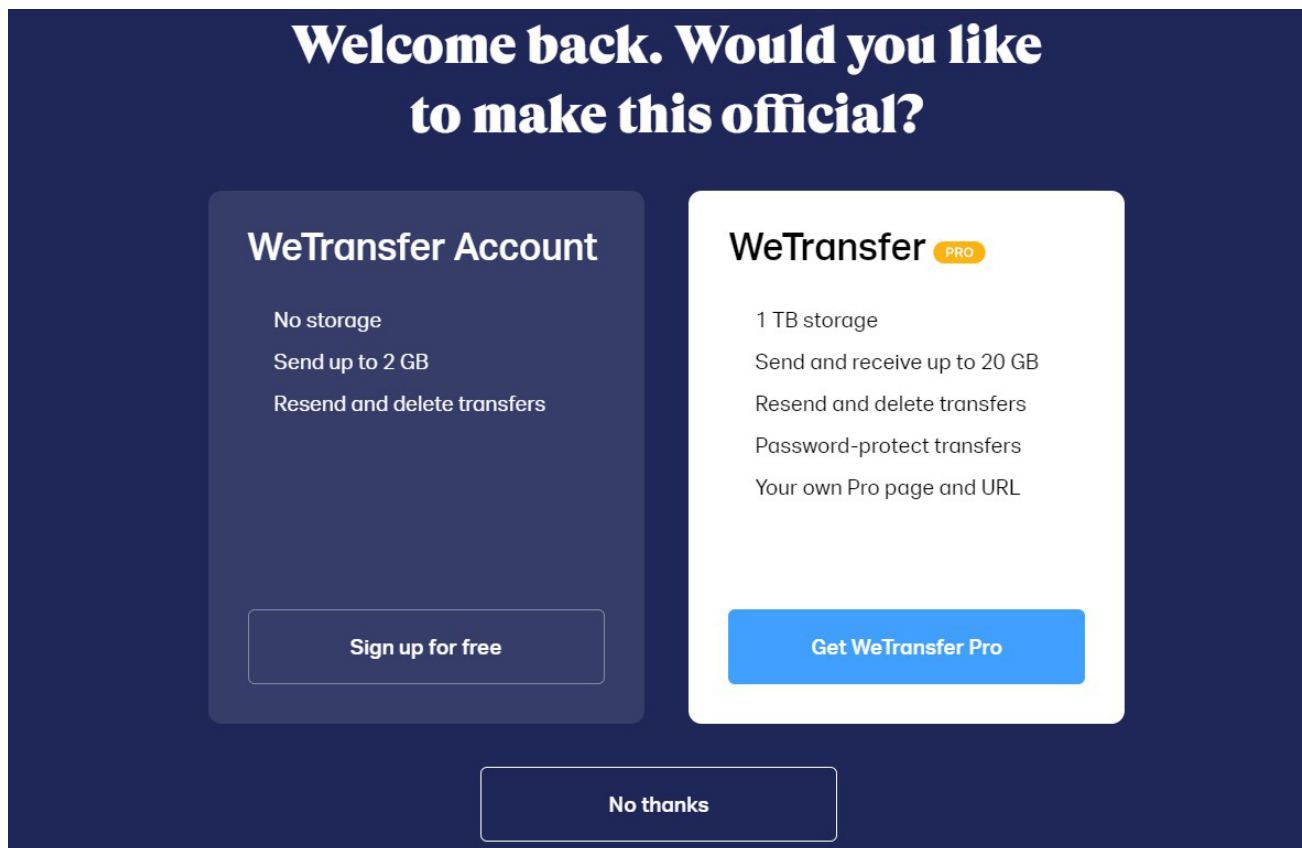 Welcome back. Would you like
to make this official?
WeTransfer Account
No storage
Send up to 2 GB
Resend and delete transfers
Sign up for free
WeTransfer PRO
1 TB storage
Send and receive up to 20 GB
Resend and delete transfers
Password-protect transfers
Your own Pro page and URL
Get WeTransfer Pro
No thanks